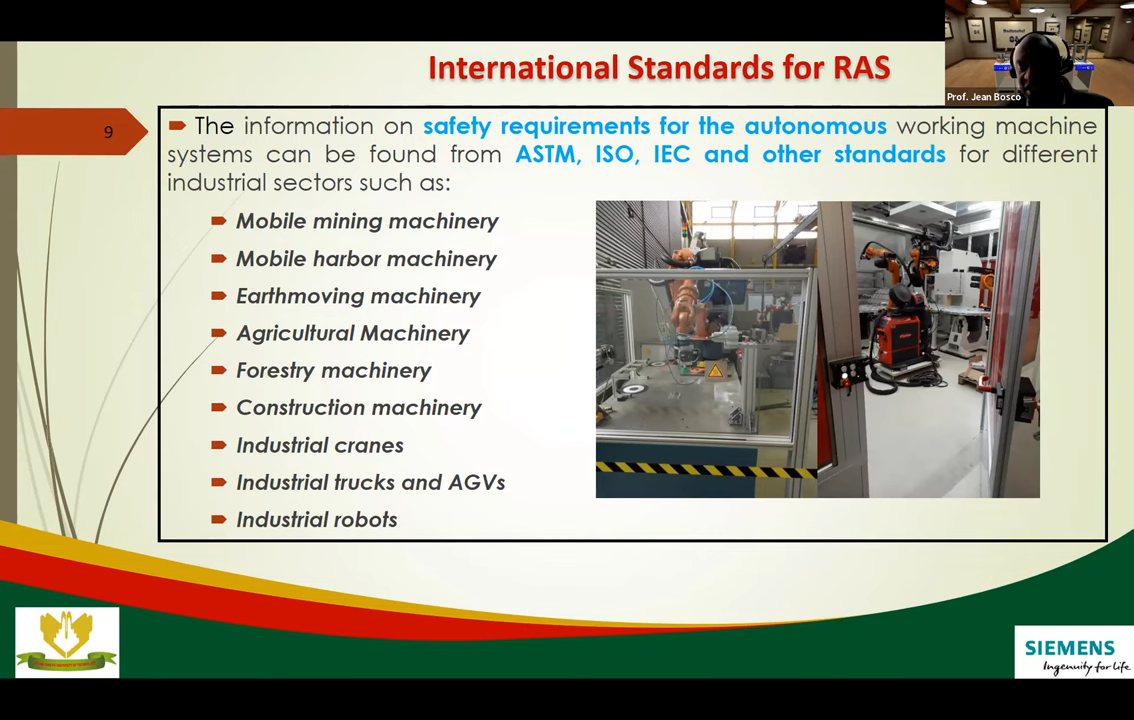 International Standards for RAS
Prof. Jean Bosco
9
The information on safety requirements for the autonomous working machine
systems can be found from ASTM, ISO, IEC and other standards for different
industrial sectors such as:
Mobile mining machinery
Mobile harbor machinery
Earthmoving machinery
Agricultural Machinery
Forestry machinery
Construction machinery
Industrial cranes
Industrial trucks and AGVs
Industrial robots
SIEMENS
Ingenuity for life